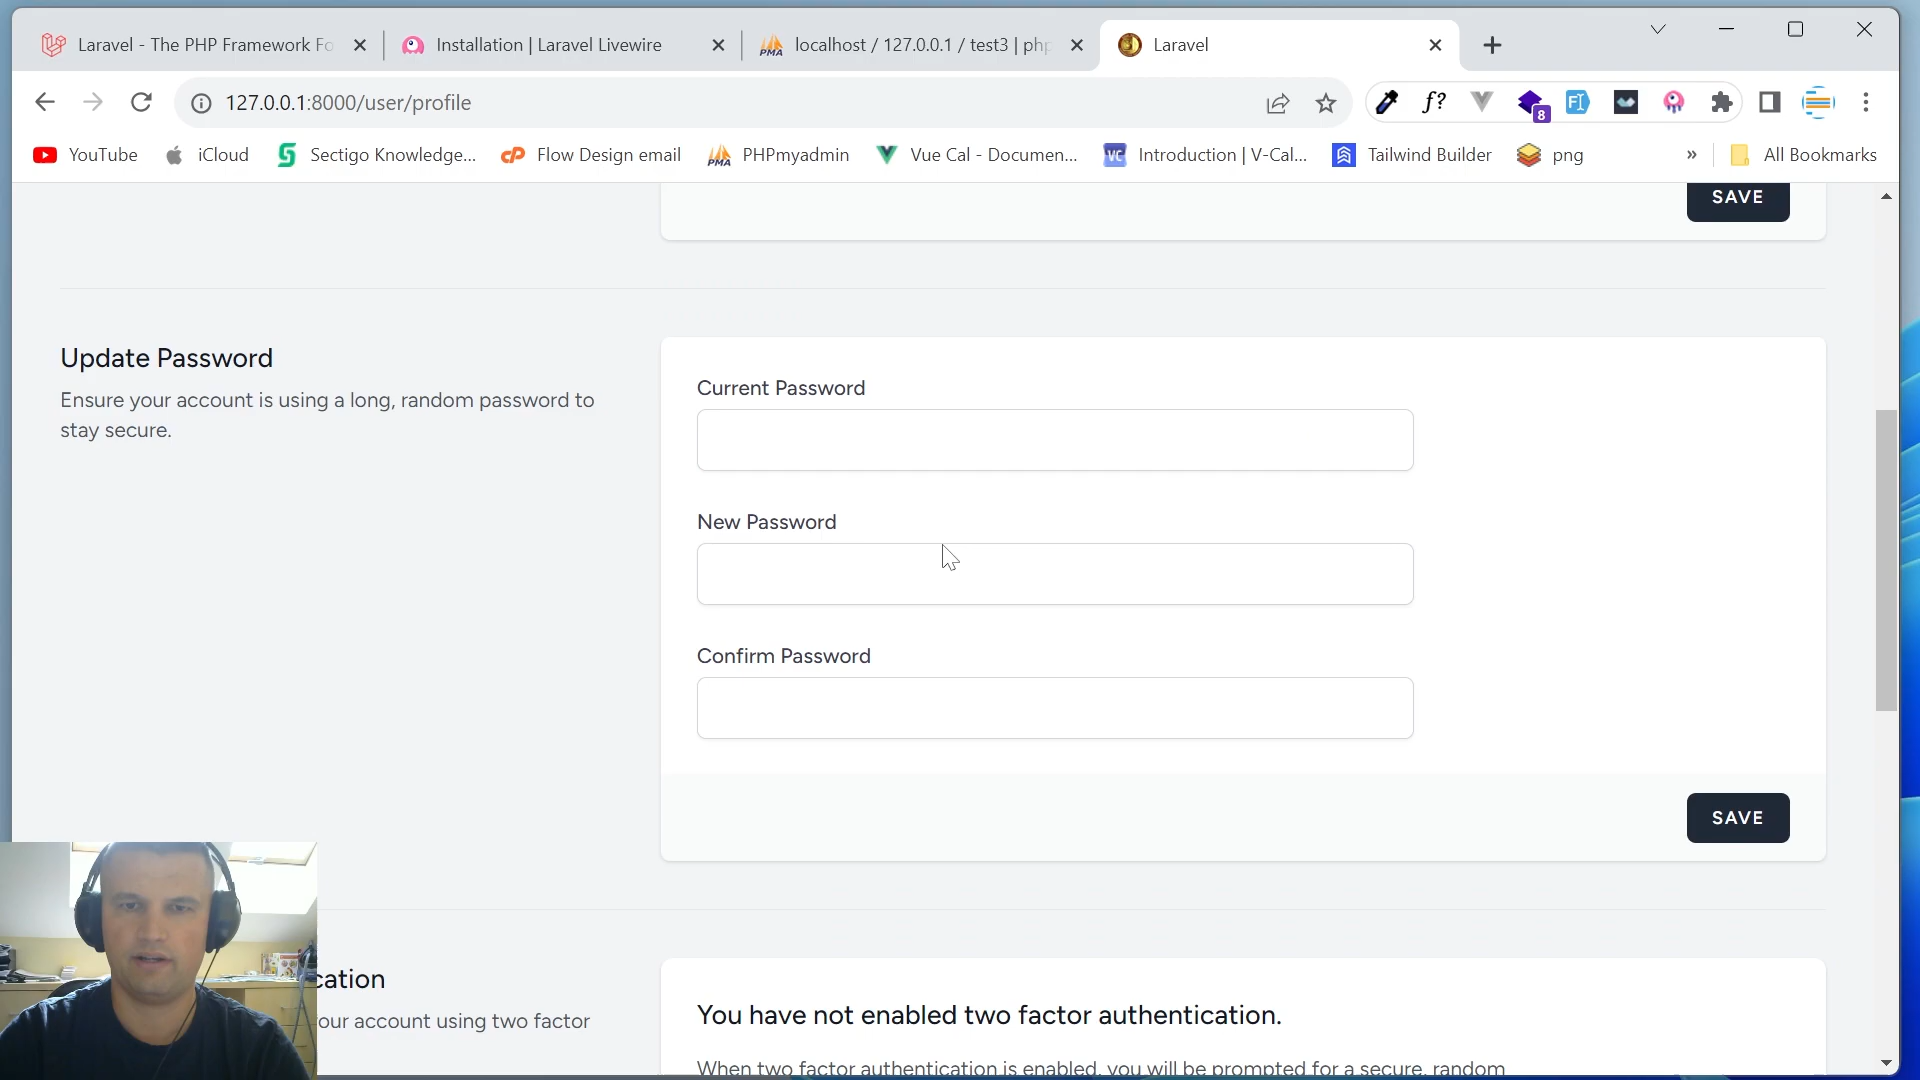 Laravel - The PHP Framework Fo
Installation | Laravel Livewire
localhost / 127.0.0.1 / test3 | php
Laravel
127.0.0.1:8000/user/profile
f?
8
YouTube
iCloud
Sectigo Knowledge...
Flow Design email
PMA
PHPmyadmin
Vue Cal - Documen...
VC
Introduction | V-Cal...
Tailwind Builder
png
»
All Bookmarks
SAVE
Update Password
Ensure your account is using a long, random password to
stay secure.
Current Password
New Password
Confirm Password
SAVE
cation
our account using two factor
You have not enabled two factor authentication.
When two factor authentication is enabled, you will be prompted for a secure, random